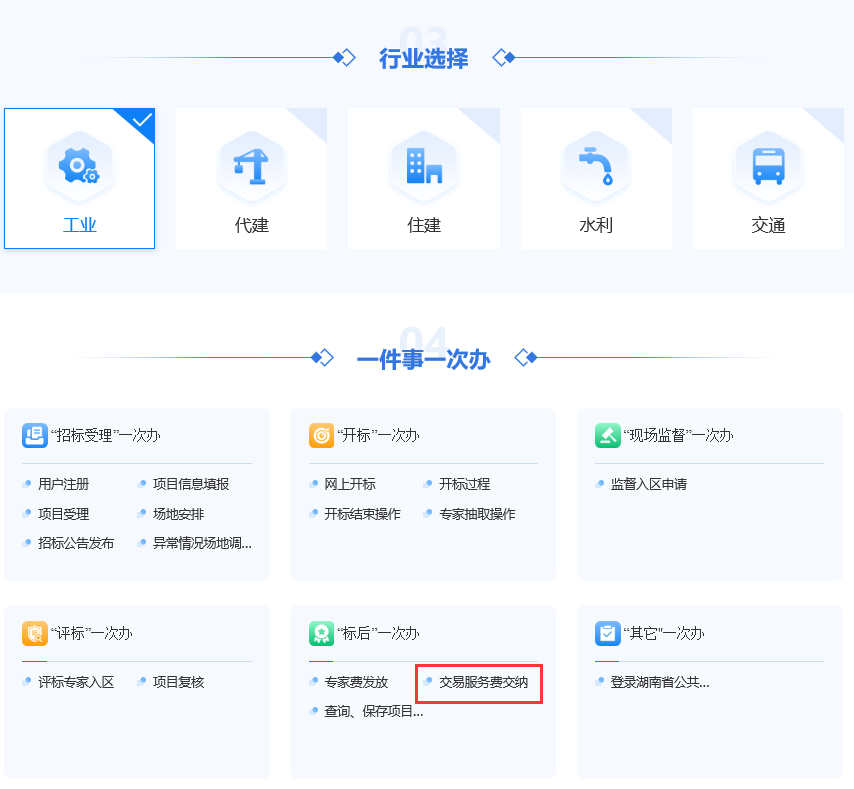 03
行业选择
工业
代建
住建
水利
交通
04
一件事一次办
“招标受理”一次办
用户注册
项目信息填报
项目受理
场地安排
招标公告发布
异常情况场地调...
“开标”一次办
网上开标
开标过程
开标结束操作
专家抽取操作
“现场监督”一次办
监督入区申请
“评标”一次办
评标专家入区
项目复核
“标后”一次办
专家费发放
交易服务费交纳
查询、保存项目...
“其它"一次办
登录湖南省公共...